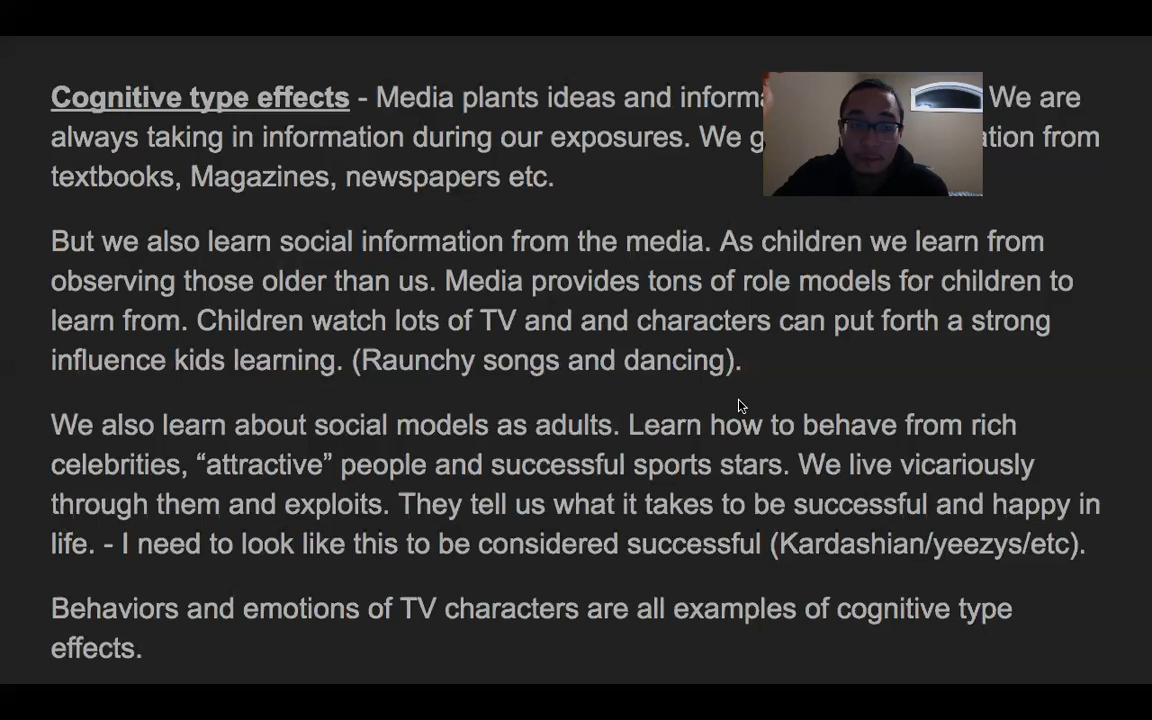 Cognitive type effects - Media plants ideas and We are
always taking in information during our exposures. We from
textbooks, Magazines, newspapers etc.
But we also learn social information from the media. As children we learn from
observing those older than us. Media provides tons of role models for children to
learn from. Children watch lots of TV and and characters can put forth a strong
influence kids learning. (Raunchy songs and dancing).
We also learn about social models as adults. Learn how to behave from rich
celebrities, “attractive” people and successful sports stars. We live vicariously
through them and exploits. They tell us what it takes to be successful and happy in
life. - I need to look like this to be considered successful (Kardashian/yeezys/etc).
Behaviors and emotions of TV characters are all examples of cognitive type
effects.